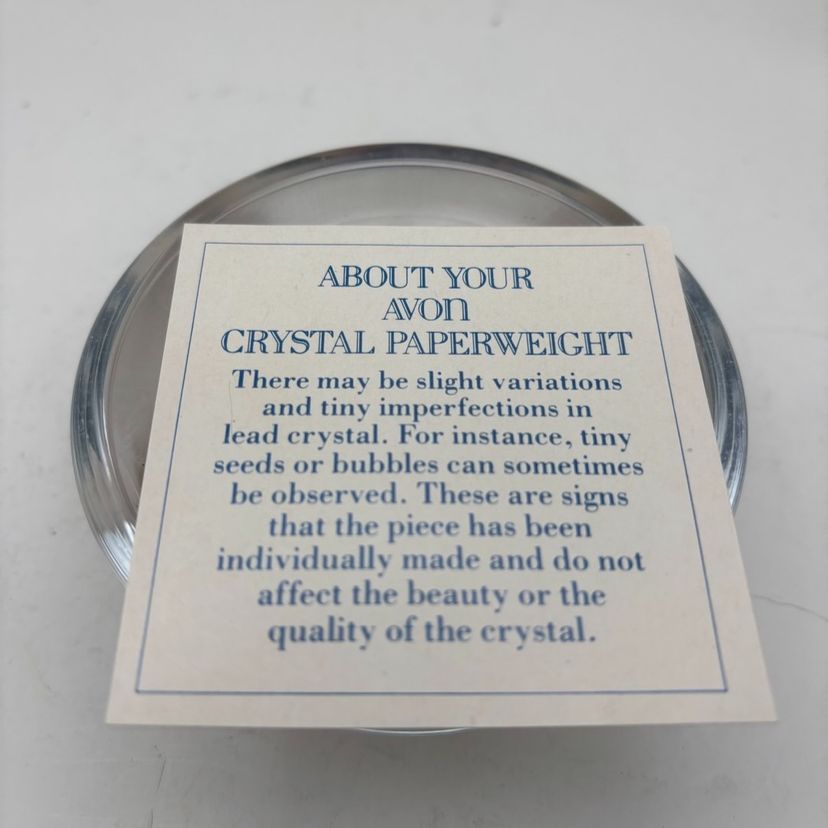 ABOUT YOUR
AVON
CRYSTAL PAPERWEIGHT
There may be slight variations
and tiny imperfections in
lead crystal. For instance, tiny
seeds or bubbles can sometimes
be observed. These are signs
that the piece has been
individually made and do not
affect the beauty or the
quality of the crystal.